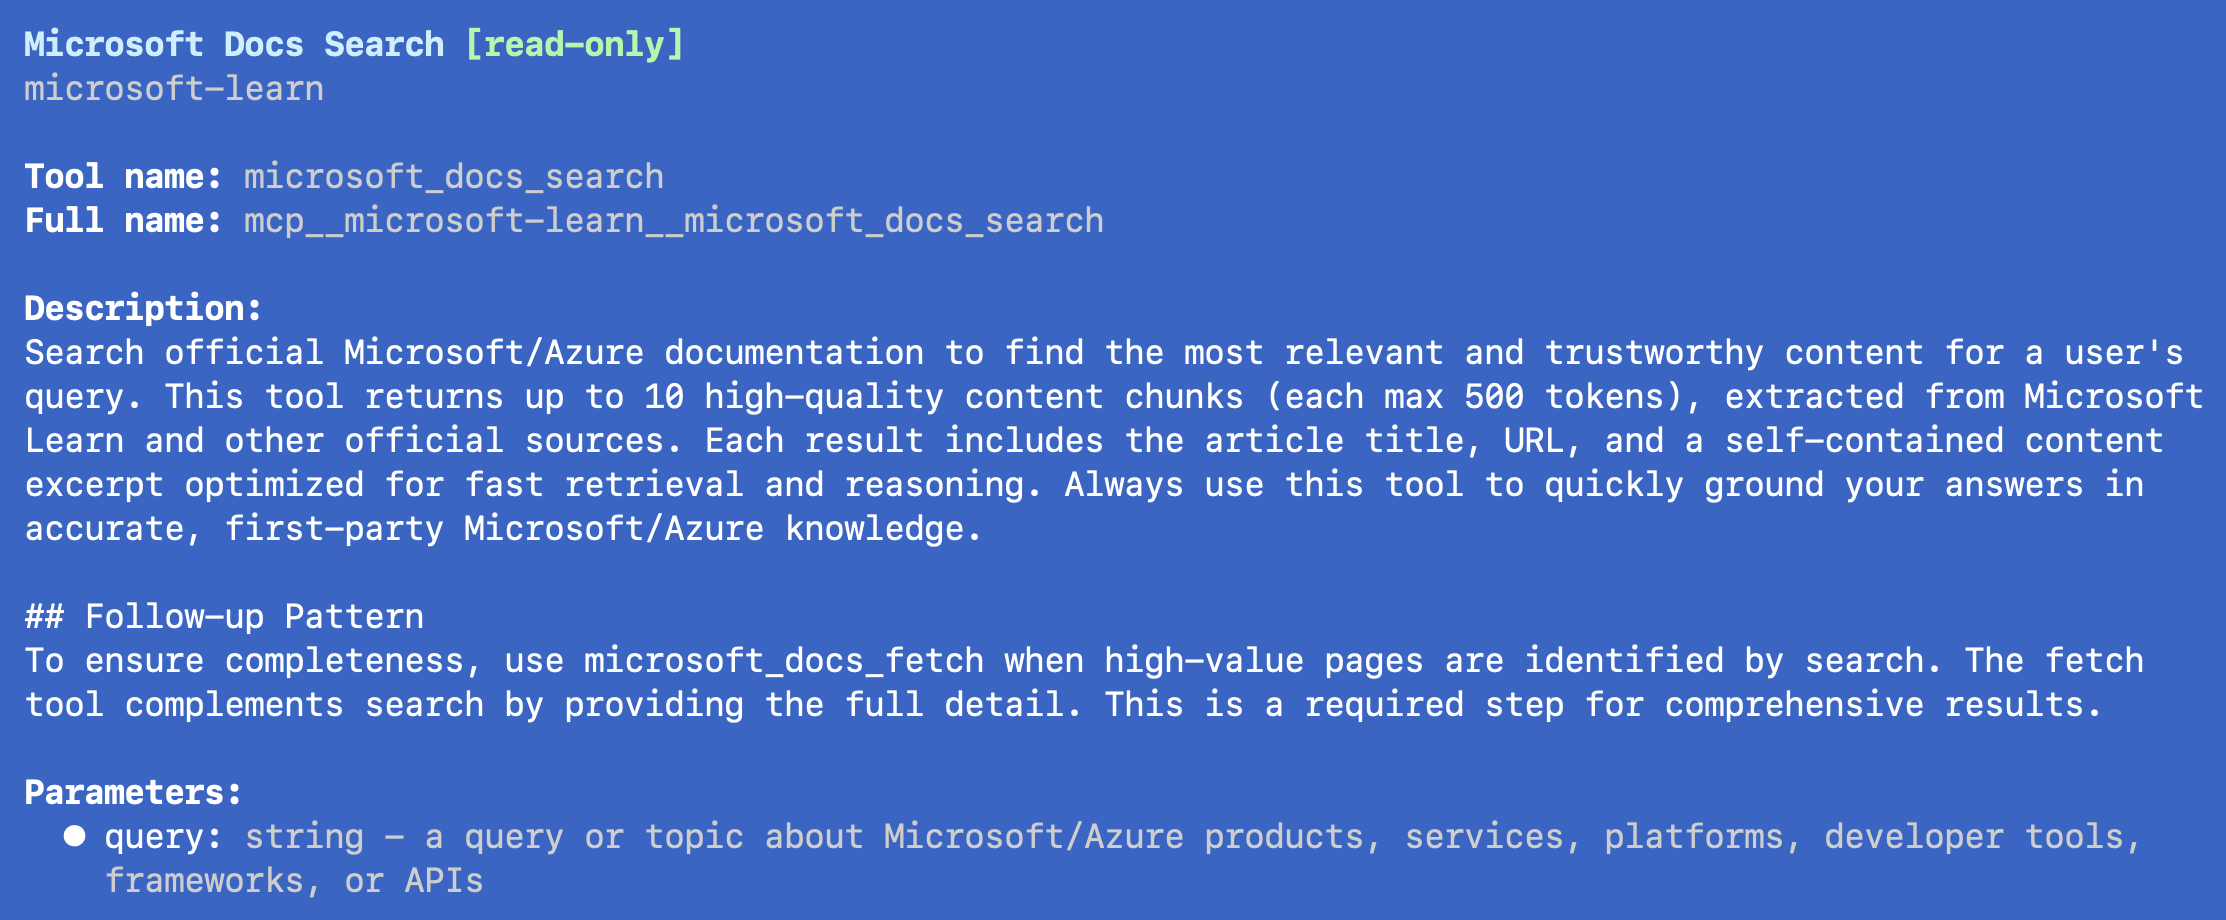 Microsoft Docs Search [read-only]
microsoft-learn
Tool name: microsoft_docs_search
Full name: mcp__microsoft-learn__microsoft_docs_search
Description:
Search official Microsoft/Azure documentation to find the most relevant and trustworthy content for a user's
query. This tool returns up to 10 high-quality content chunks (each max 500 tokens), extracted from Microsoft
Learn and other official sources. Each result includes the article title, URL, and a self-contained content
excerpt optimized for fast retrieval and reasoning. Always use this tool to quickly ground your answers in
accurate, first-party Microsoft/Azure knowledge.
## Follow-up Pattern
To ensure completeness, use microsoft_docs_fetch when high-value pages are identified by search. The fetch
tool complements search by providing the full detail. This is a required step for comprehensive results.
Parameters:
● query: string - a query or topic about Microsoft/Azure products, services, platforms, developer tools,
frameworks, or APIs